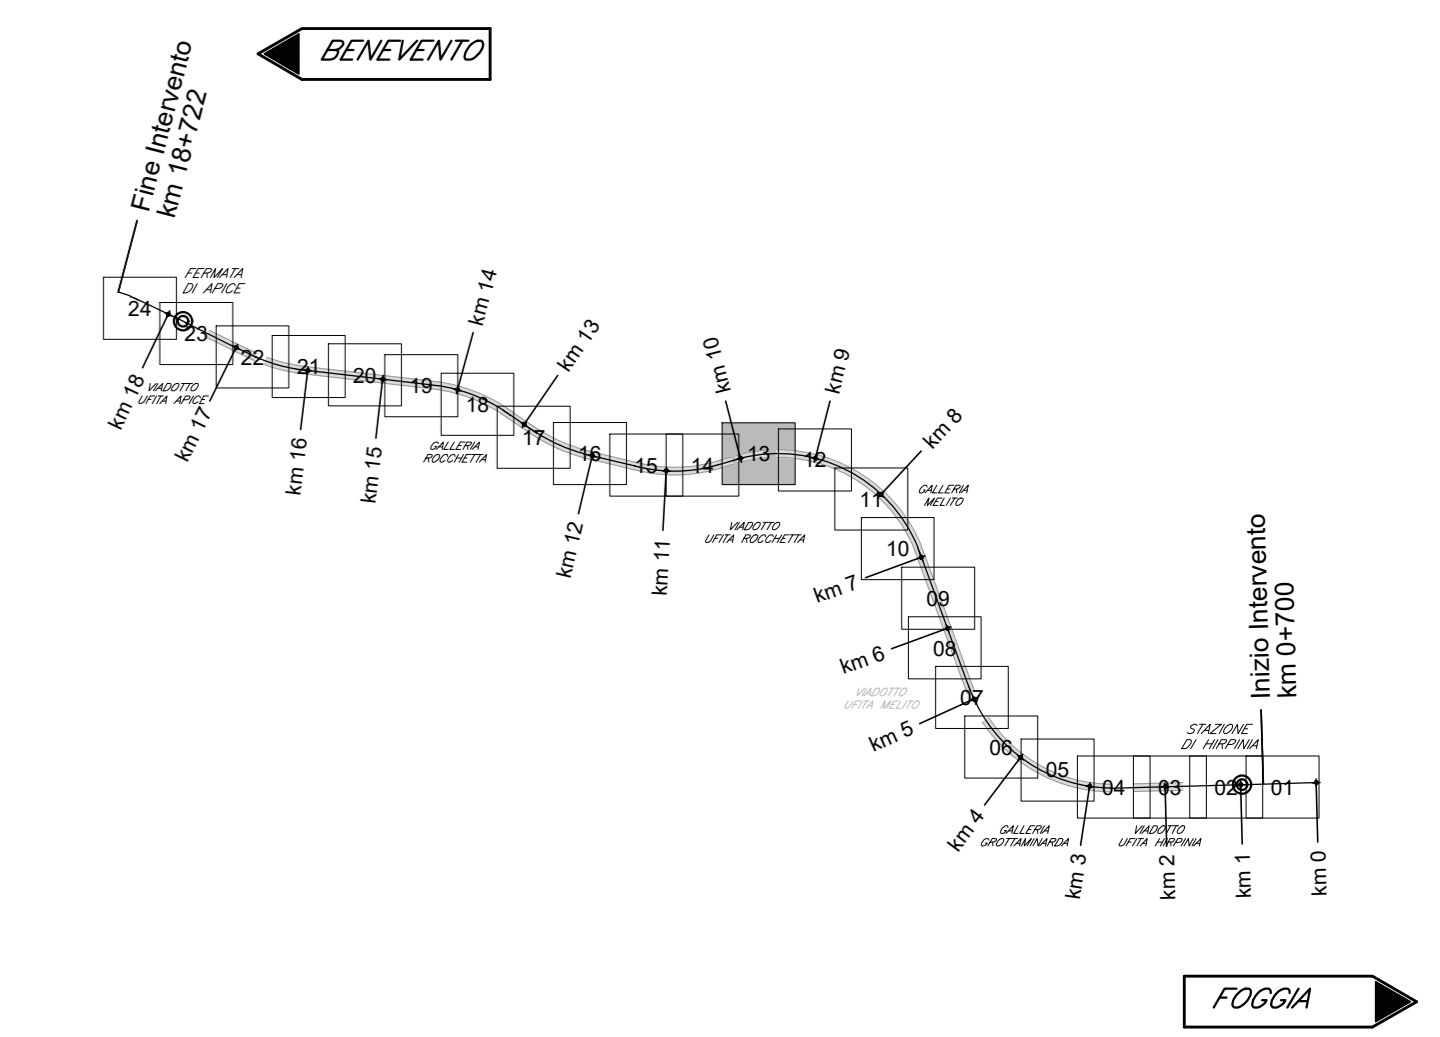 BENEVENTO
Fine Intervento
km 18+722
FERMATA
DI APICE
24
23
22
21
20
19
18
17
16
15
14
13
12
11
10
09
08
07
06
05
04
03
02
01
km 18
VIADOTTO
UFITA APICE
km 17
km 16
km 15
km 14
GALLERIA
ROCCHETTA
km 13
km 12
km 11
km 10
VIADOTTO
UFITA ROCCHETTA
km 9
km 8
GALLERIA
MELITO
km 7
km 6
VIADOTTO
UFITA MELITO
km 5
km 4
GALLERIA
GROTTAMINARDA
km 3
VIADOTTO
UFITA HIRPINIA
km 2
STAZIONE
DI HIRPINIA
km 1
Inizio Intervento
km 0+700
km 0
FOGGIA